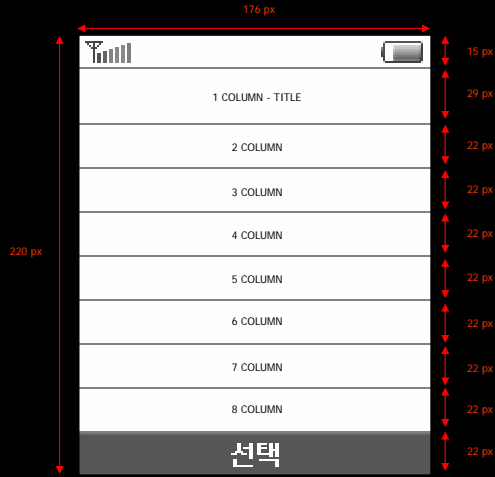 176 px
15 px
1 COLUMN - TITLE
29 px
2 COLUMN
22 px
3 COLUMN
22 px
4 COLUMN
22 px
220 px
5 COLUMN
22 px
6 COLUMN
22 px
7 COLUMN
22 px
8 COLUMN
22 px
선택
22 px